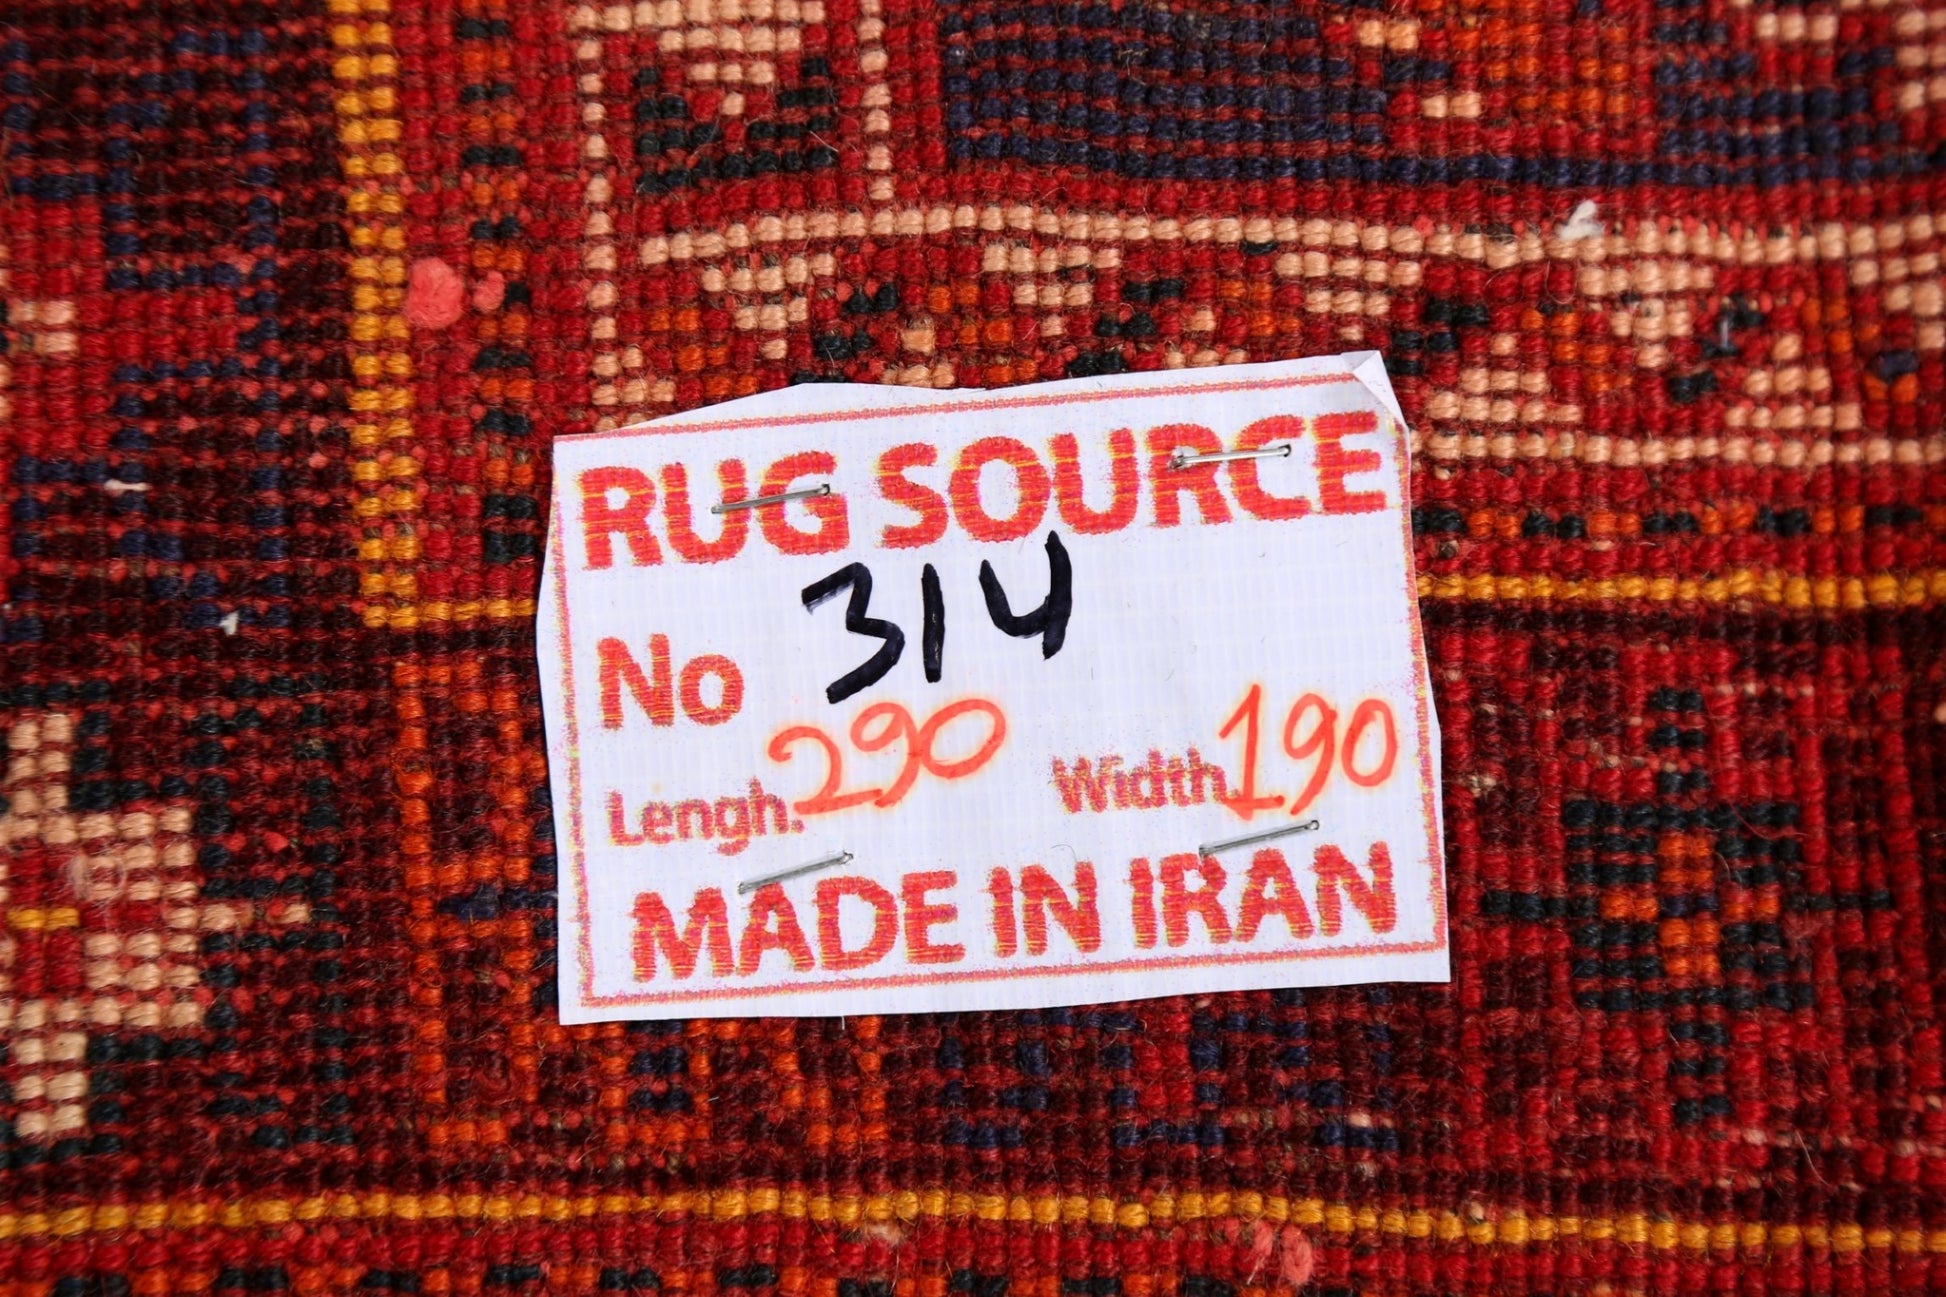 RUG SOURCE
No 314
Lengh. 290 Width 190
MADE IN IRAN